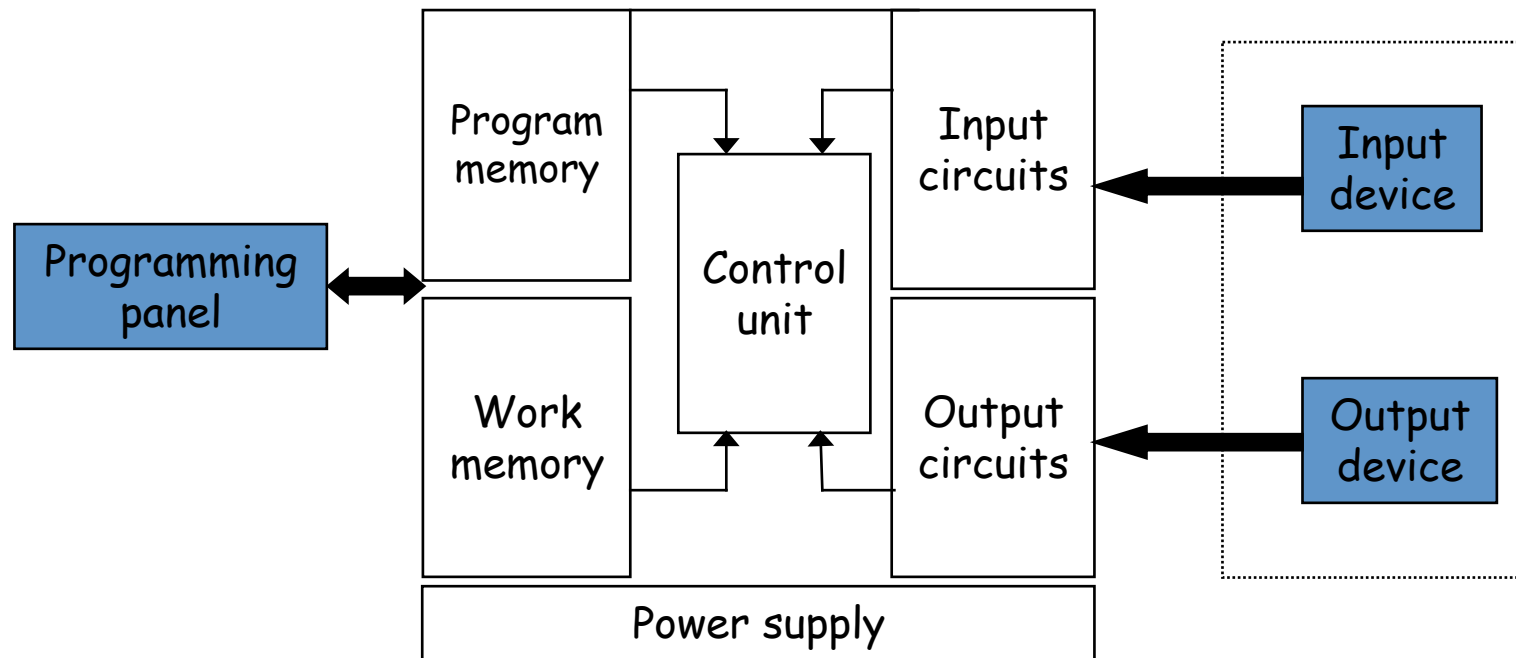 Program
memory
Input
circuits
Input
device
Programming
panel
Control
unit
Work
memory
Output
circuits
Output
device
Power supply